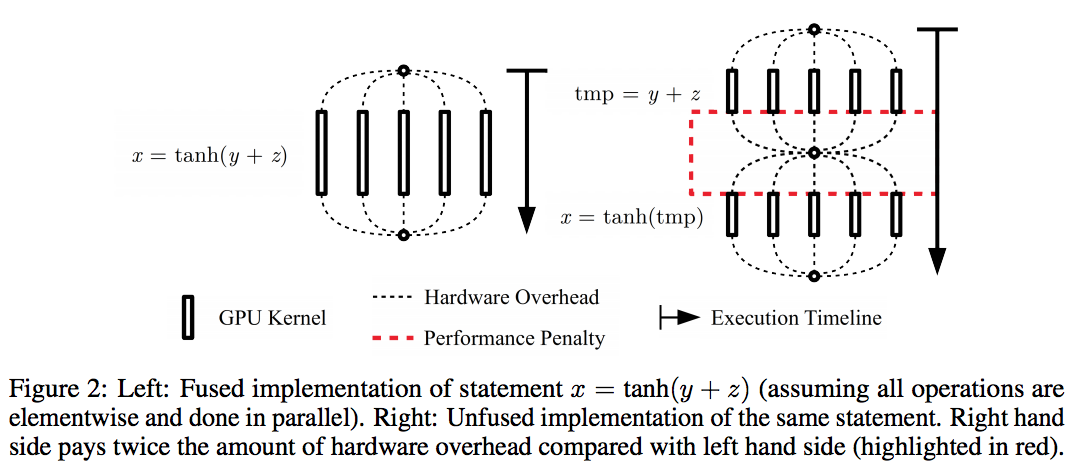 x = tanh(y + z)
tmp = y + z
x = tanh(tmp)
GPU Kernel
Hardware Overhead
Performance Penalty
Execution Timeline
Figure 2: Left: Fused implementation of statement x = tanh(y + z) (assuming all operations are
elementwise and done in parallel). Right: Unfused implementation of the same statement. Right hand
side pays twice the amount of hardware overhead compared with left hand side (highlighted in red).